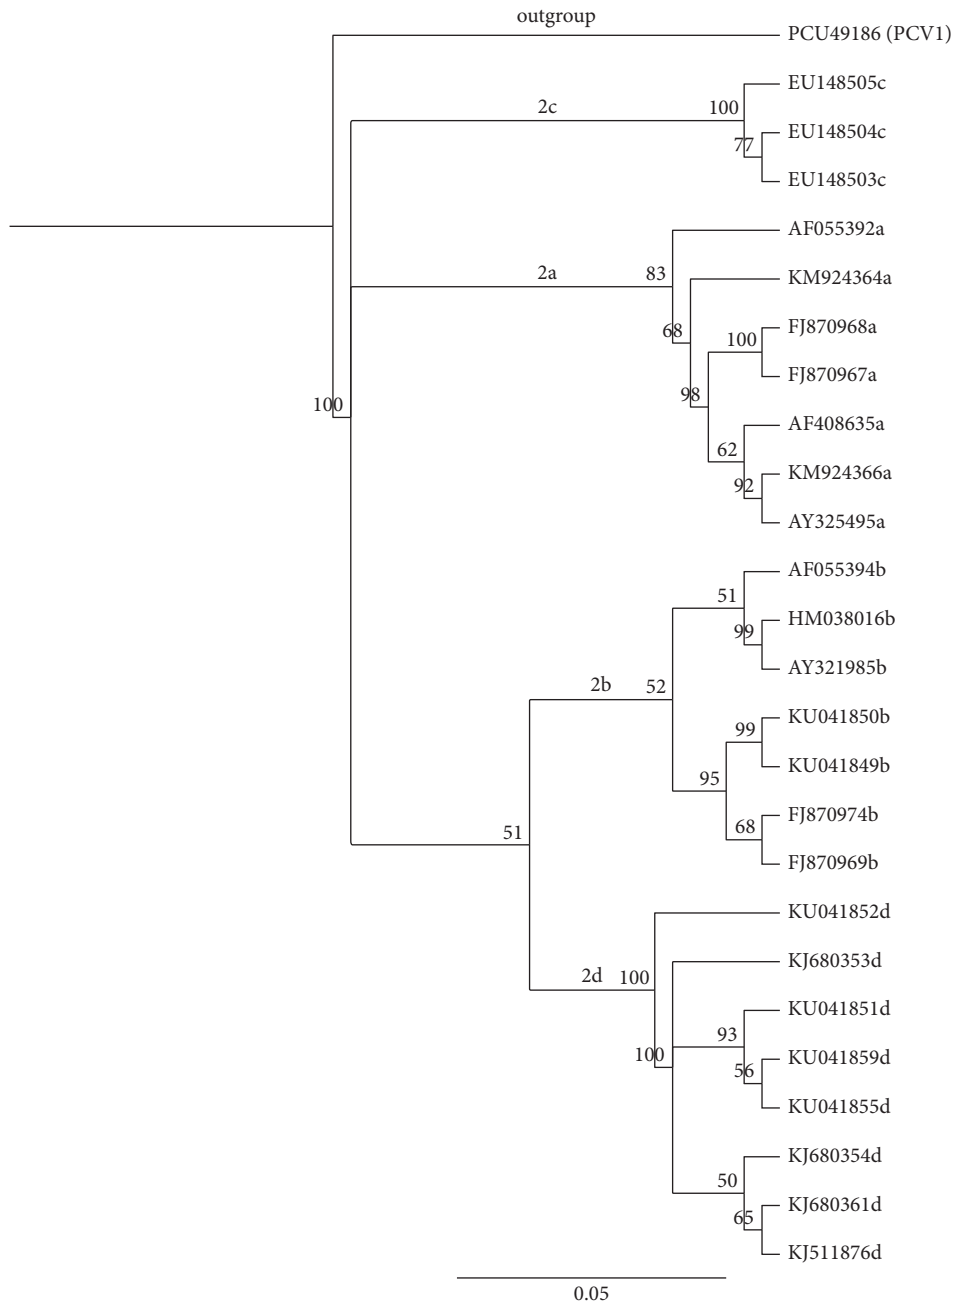 outgroup
PCU49186 (PCV1)
EU148505c
2c
100
EU148504c
77
EU148503c
AF055392a
2a
83
KM924364a
68
FJ870968a
100
FJ870967a
98
100
AF408635a
62
KM924366a
92
AY325495a
AF055394b
51
HM038016b
99
AY321985b
2b
52
KU041850b
99
KU041849b
95
FJ870974b
68
51
FJ870969b
KU041852d
KJ680353d
2d
100
KU041851d
93
100
KU041859d
56
KU041855d
KJ680354d
50
KJ680361d
65
KJ511876d
0.05